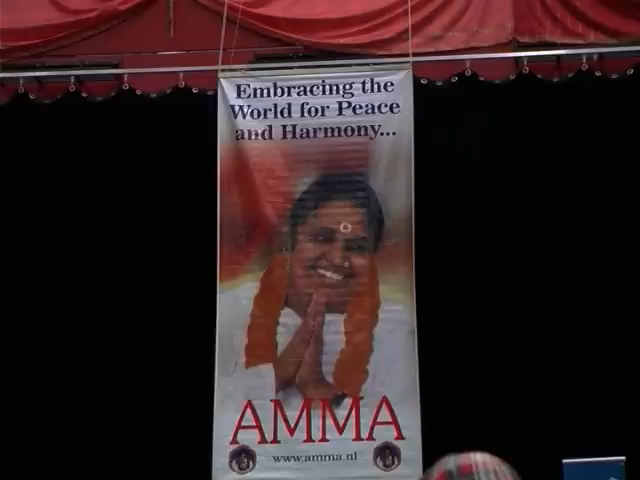 Embracing the
World for Peace
and Harmony...
AMMA
www.amma.nl